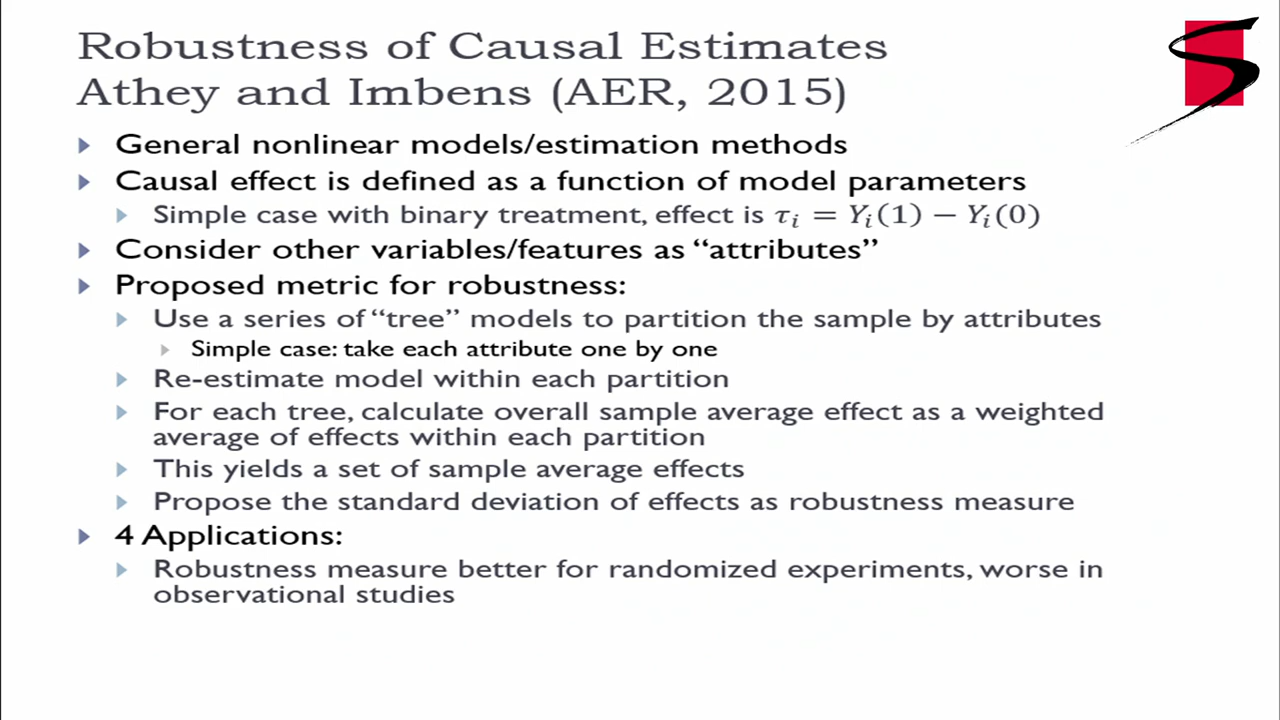 Robustness of Causal Estimates
Athey and Imbens (AER, 2015)
General nonlinear models/estimation methods
Causal effect is defined as a function of model parameters
Simple case with binary treatment, effect is τᵢ = Yᵢ(1) − Yᵢ(0)
Consider other variables/features as “attributes”
Proposed metric for robustness:
Use a series of “tree” models to partition the sample by attributes
Simple case: take each attribute one by one
Re-estimate model within each partition
For each tree, calculate overall sample average effect as a weighted
average of effects within each partition
This yields a set of sample average effects
Propose the standard deviation of effects as robustness measure
4 Applications:
Robustness measure better for randomized experiments, worse in
observational studies